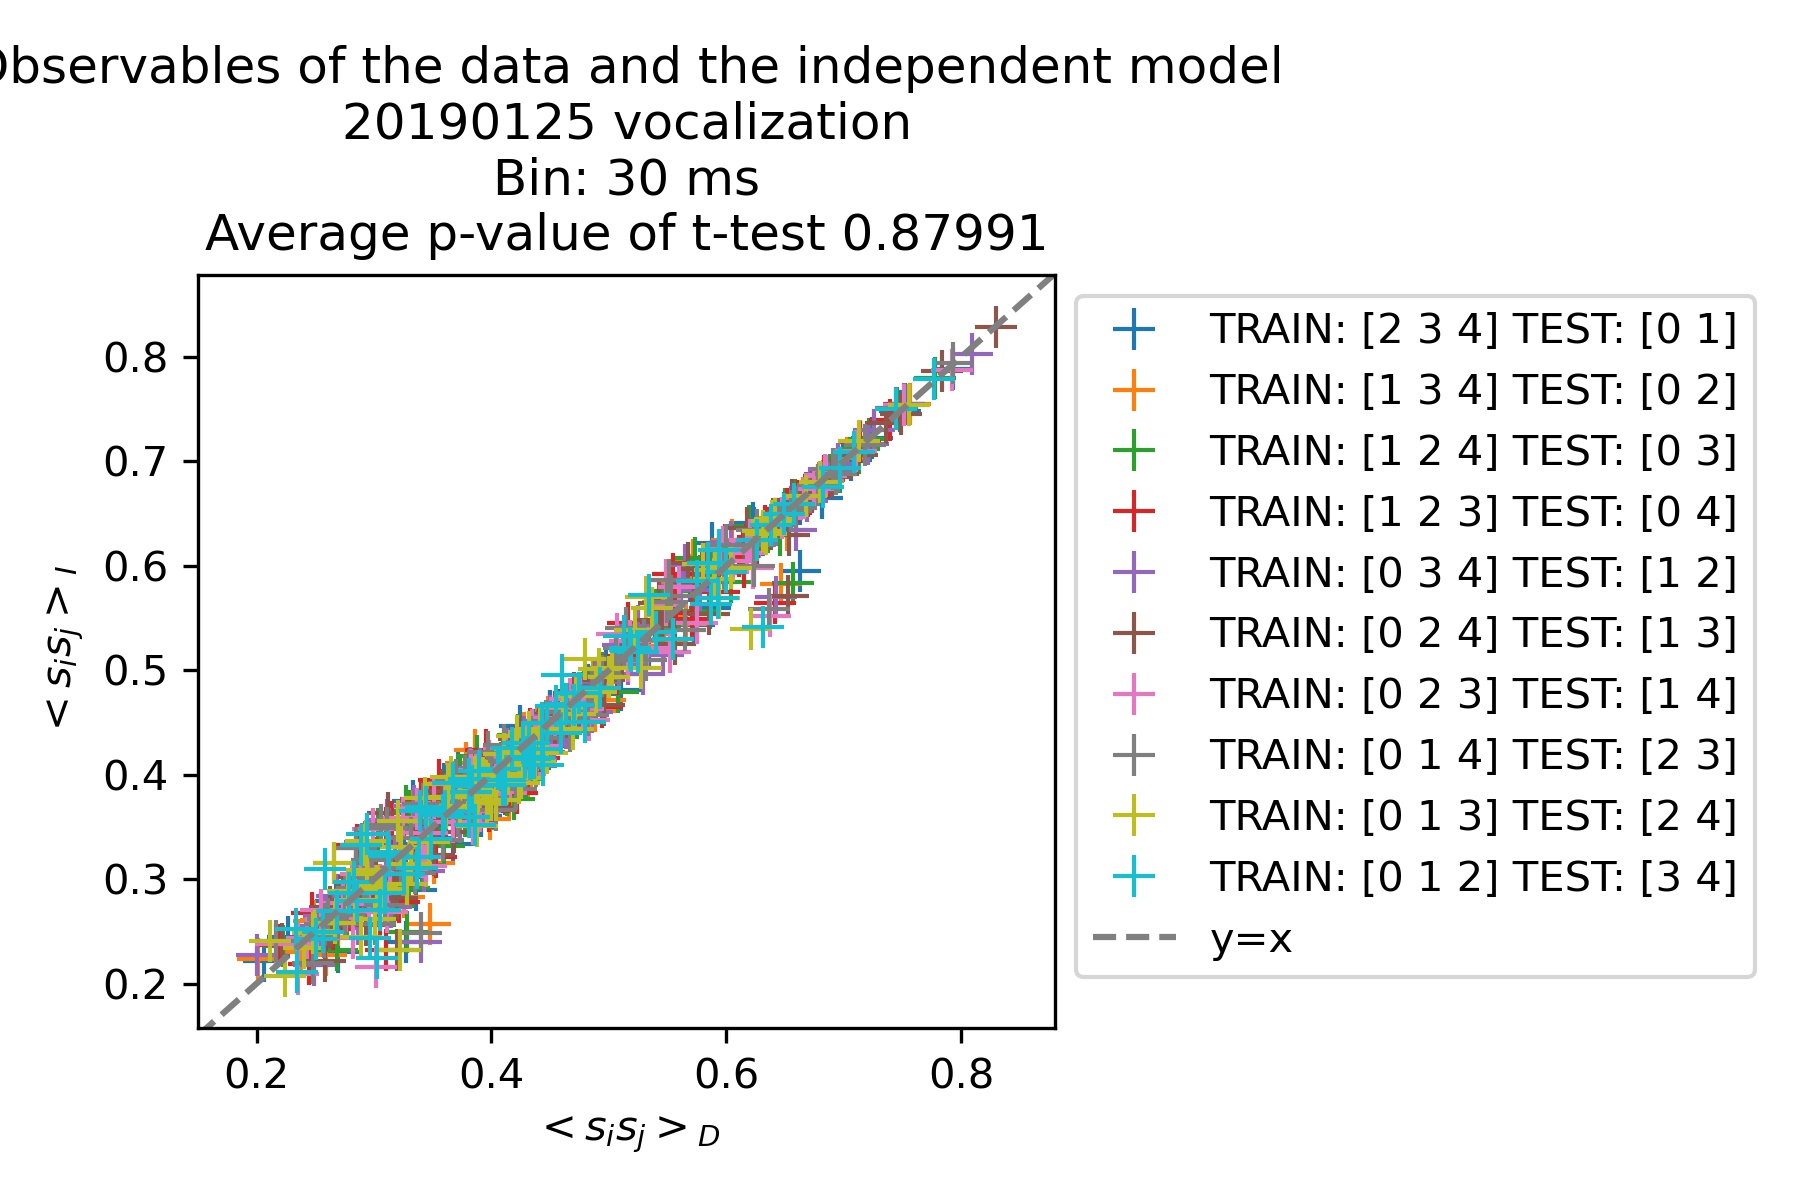 Observables of the data and the independent model
20190125 vocalization
Bin: 30 ms
Average p-value of t-test 0.87991
0.8
0.7
0.6
0.5
0.4
0.3
0.2
< s_i s_j >_I
0.2 0.4 0.6 0.8
< s_i s_j >_D
TRAIN: [2 3 4] TEST: [0 1]
TRAIN: [1 3 4] TEST: [0 2]
TRAIN: [1 2 4] TEST: [0 3]
TRAIN: [1 2 3] TEST: [0 4]
TRAIN: [0 3 4] TEST: [1 2]
TRAIN: [0 2 4] TEST: [1 3]
TRAIN: [0 2 3] TEST: [1 4]
TRAIN: [0 1 4] TEST: [2 3]
TRAIN: [0 1 3] TEST: [2 4]
TRAIN: [0 1 2] TEST: [3 4]
y=x